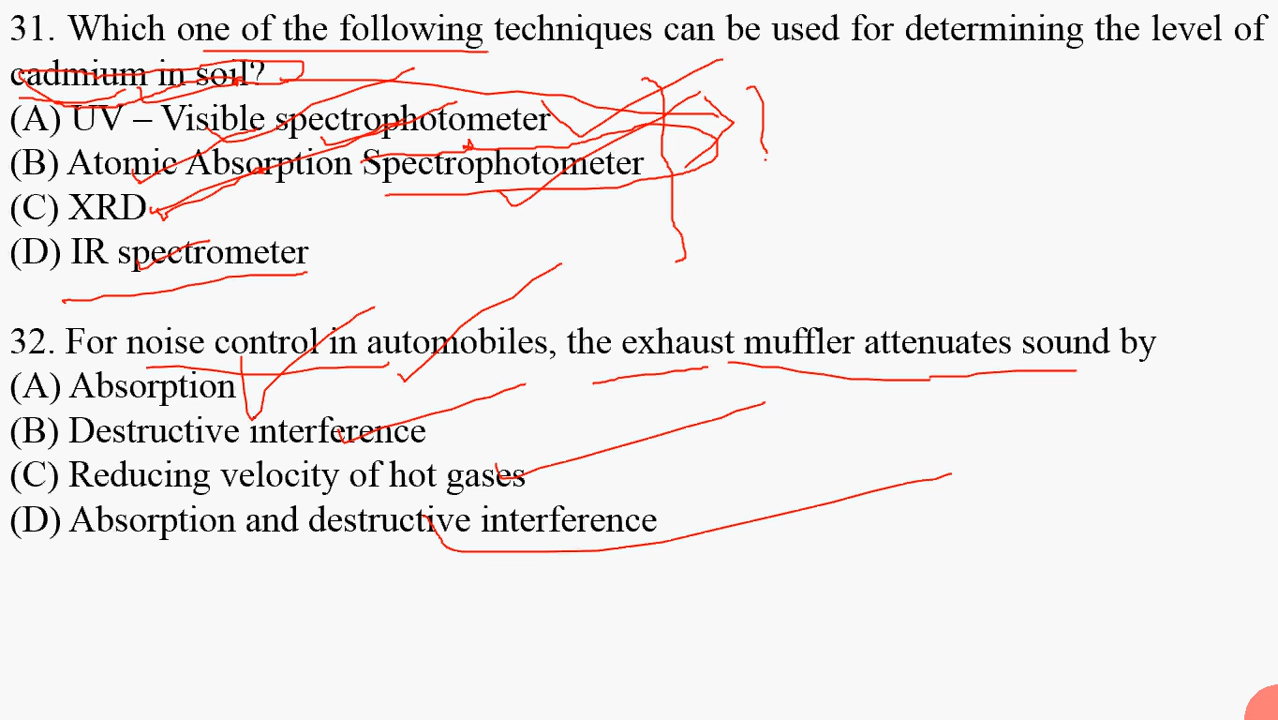 31. Which one of the following techniques can be used for determining the level of
cadmium in soil?
(A) UV – Visible spectrophotometer
(B) Atomic Absorption Spectrophotometer
(C) XRD
(D) IR spectrometer
32. For noise control in automobiles, the exhaust muffler attenuates sound by
(A) Absorption
(B) Destructive interference
(C) Reducing velocity of hot gases
(D) Absorption and destructive interference